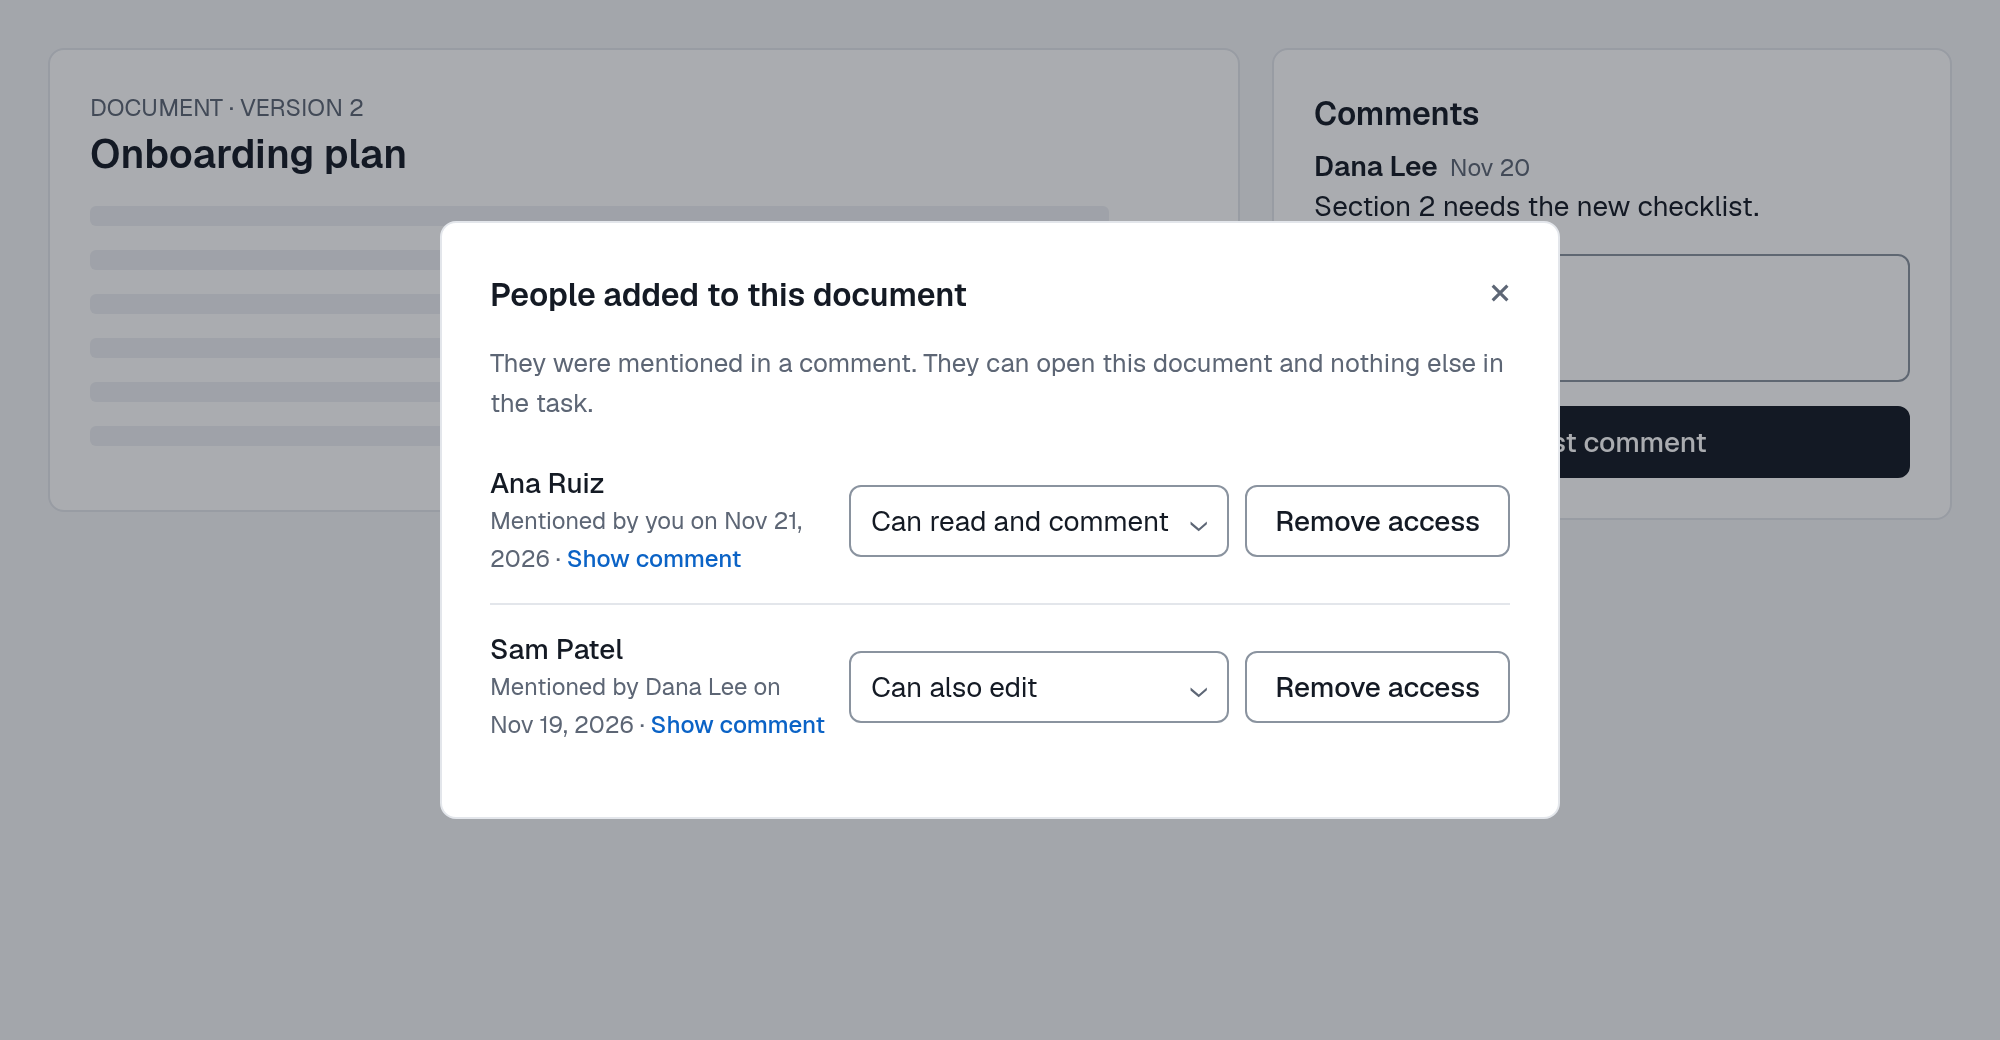 DOCUMENT · VERSION 2
Onboarding plan
Comments
Dana Lee Nov 20
Section 2 needs the new checklist.
comment
People added to this document
They were mentioned in a comment. They can open this document and nothing else in
the task.
Ana Ruiz
Mentioned by you on Nov 21,
2026 · Show comment
Can read and comment
Remove access
Sam Patel
Mentioned by Dana Lee on
Nov 19, 2026 · Show comment
Can also edit
Remove access